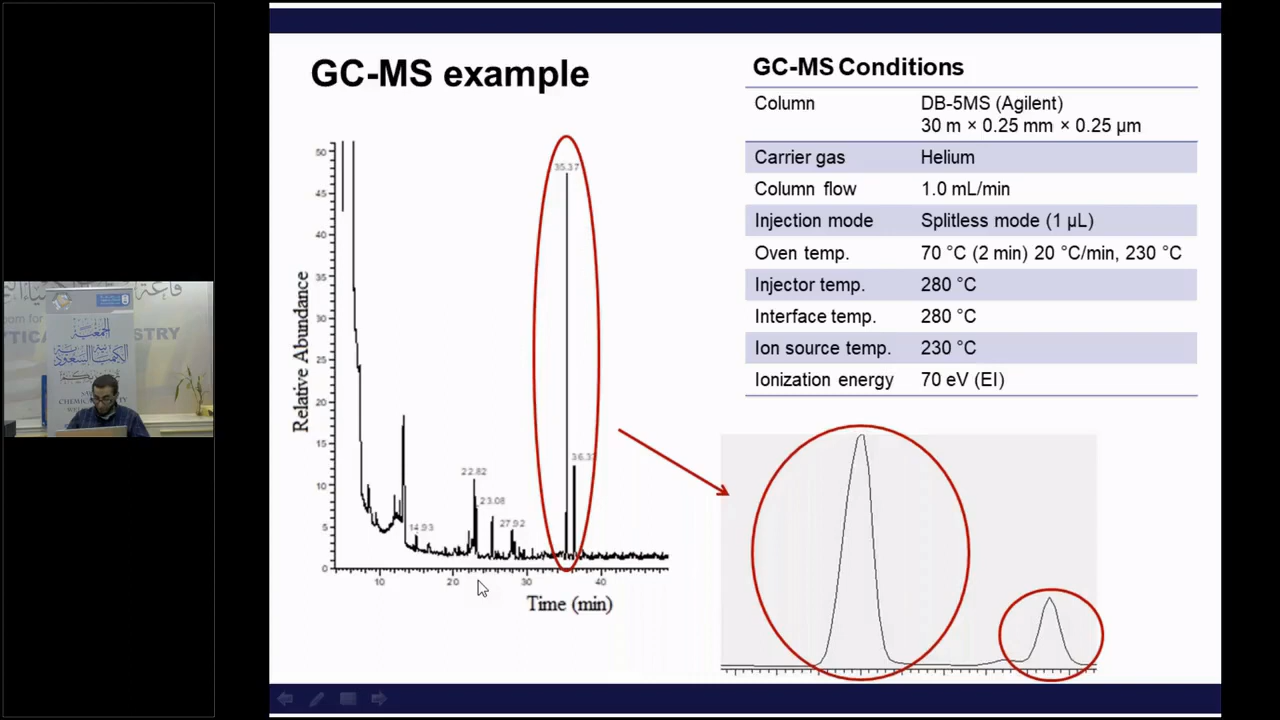 GC-MS example
50
45
40
35
30
25
20
15
10
5
0
Relative Abundance
35.37
36.37
22.82
23.08
27.92
14.93
10 20 30 40
Time (min)
GC-MS Conditions
Column DB-5MS (Agilent)
30 m × 0.25 mm × 0.25 µm
Carrier gas Helium
Column flow 1.0 mL/min
Injection mode Splitless mode (1 µL)
Oven temp. 70 °C (2 min) 20 °C/min, 230 °C
Injector temp. 280 °C
Interface temp. 280 °C
Ion source temp. 230 °C
Ionization energy 70 eV (EI)
الجمعية
الكيميائية السعودية